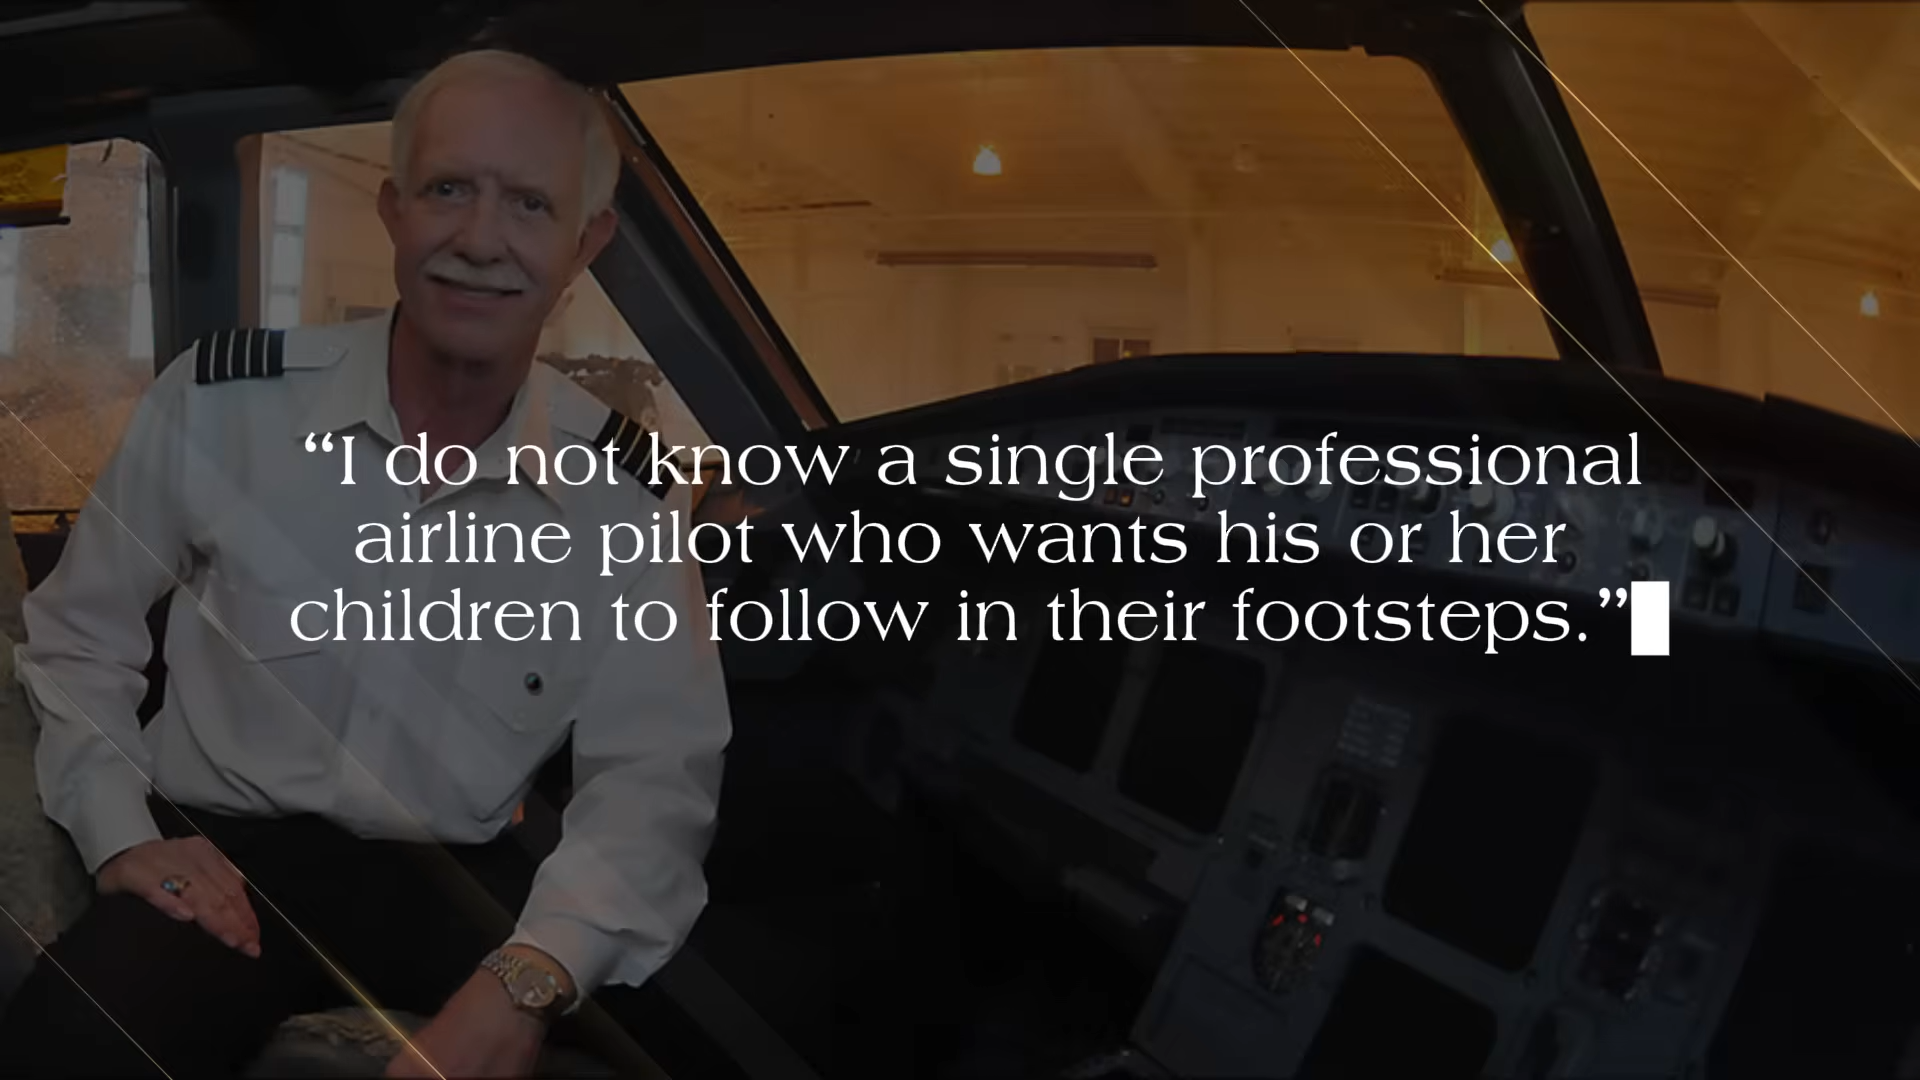 “I do not know a single professional
airline pilot who wants his or her
children to follow in their footsteps.”